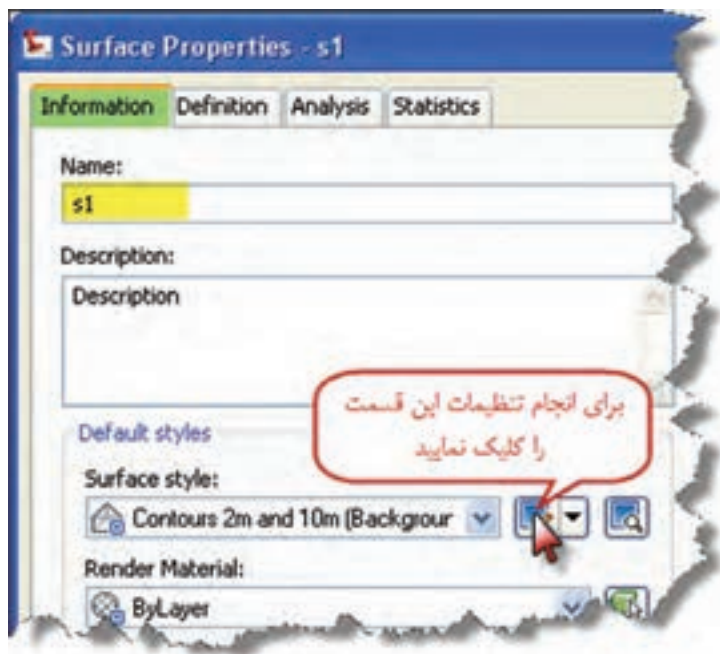 Surface Properties - s1
Information Definition Analysis Statistics
Name:
s1
Description:
Description
برای انجام تنظیمات این قسمت
را کلیک نمایید
Default styles
Surface style:
Contours 2m and 10m (Backgrour
Render Material:
ByLayer